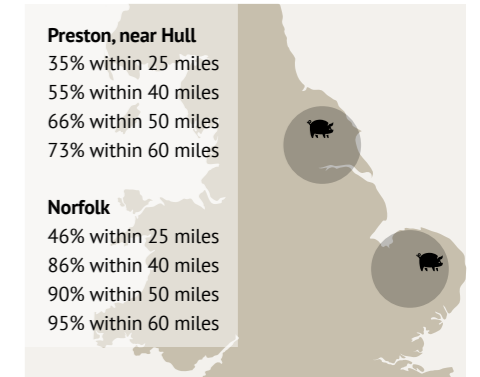 Preston, near Hull
35% within 25 miles
55% within 40 miles
66% within 50 miles
73% within 60 miles
Norfolk
46% within 25 miles
86% within 40 miles
90% within 50 miles
95% within 60 miles